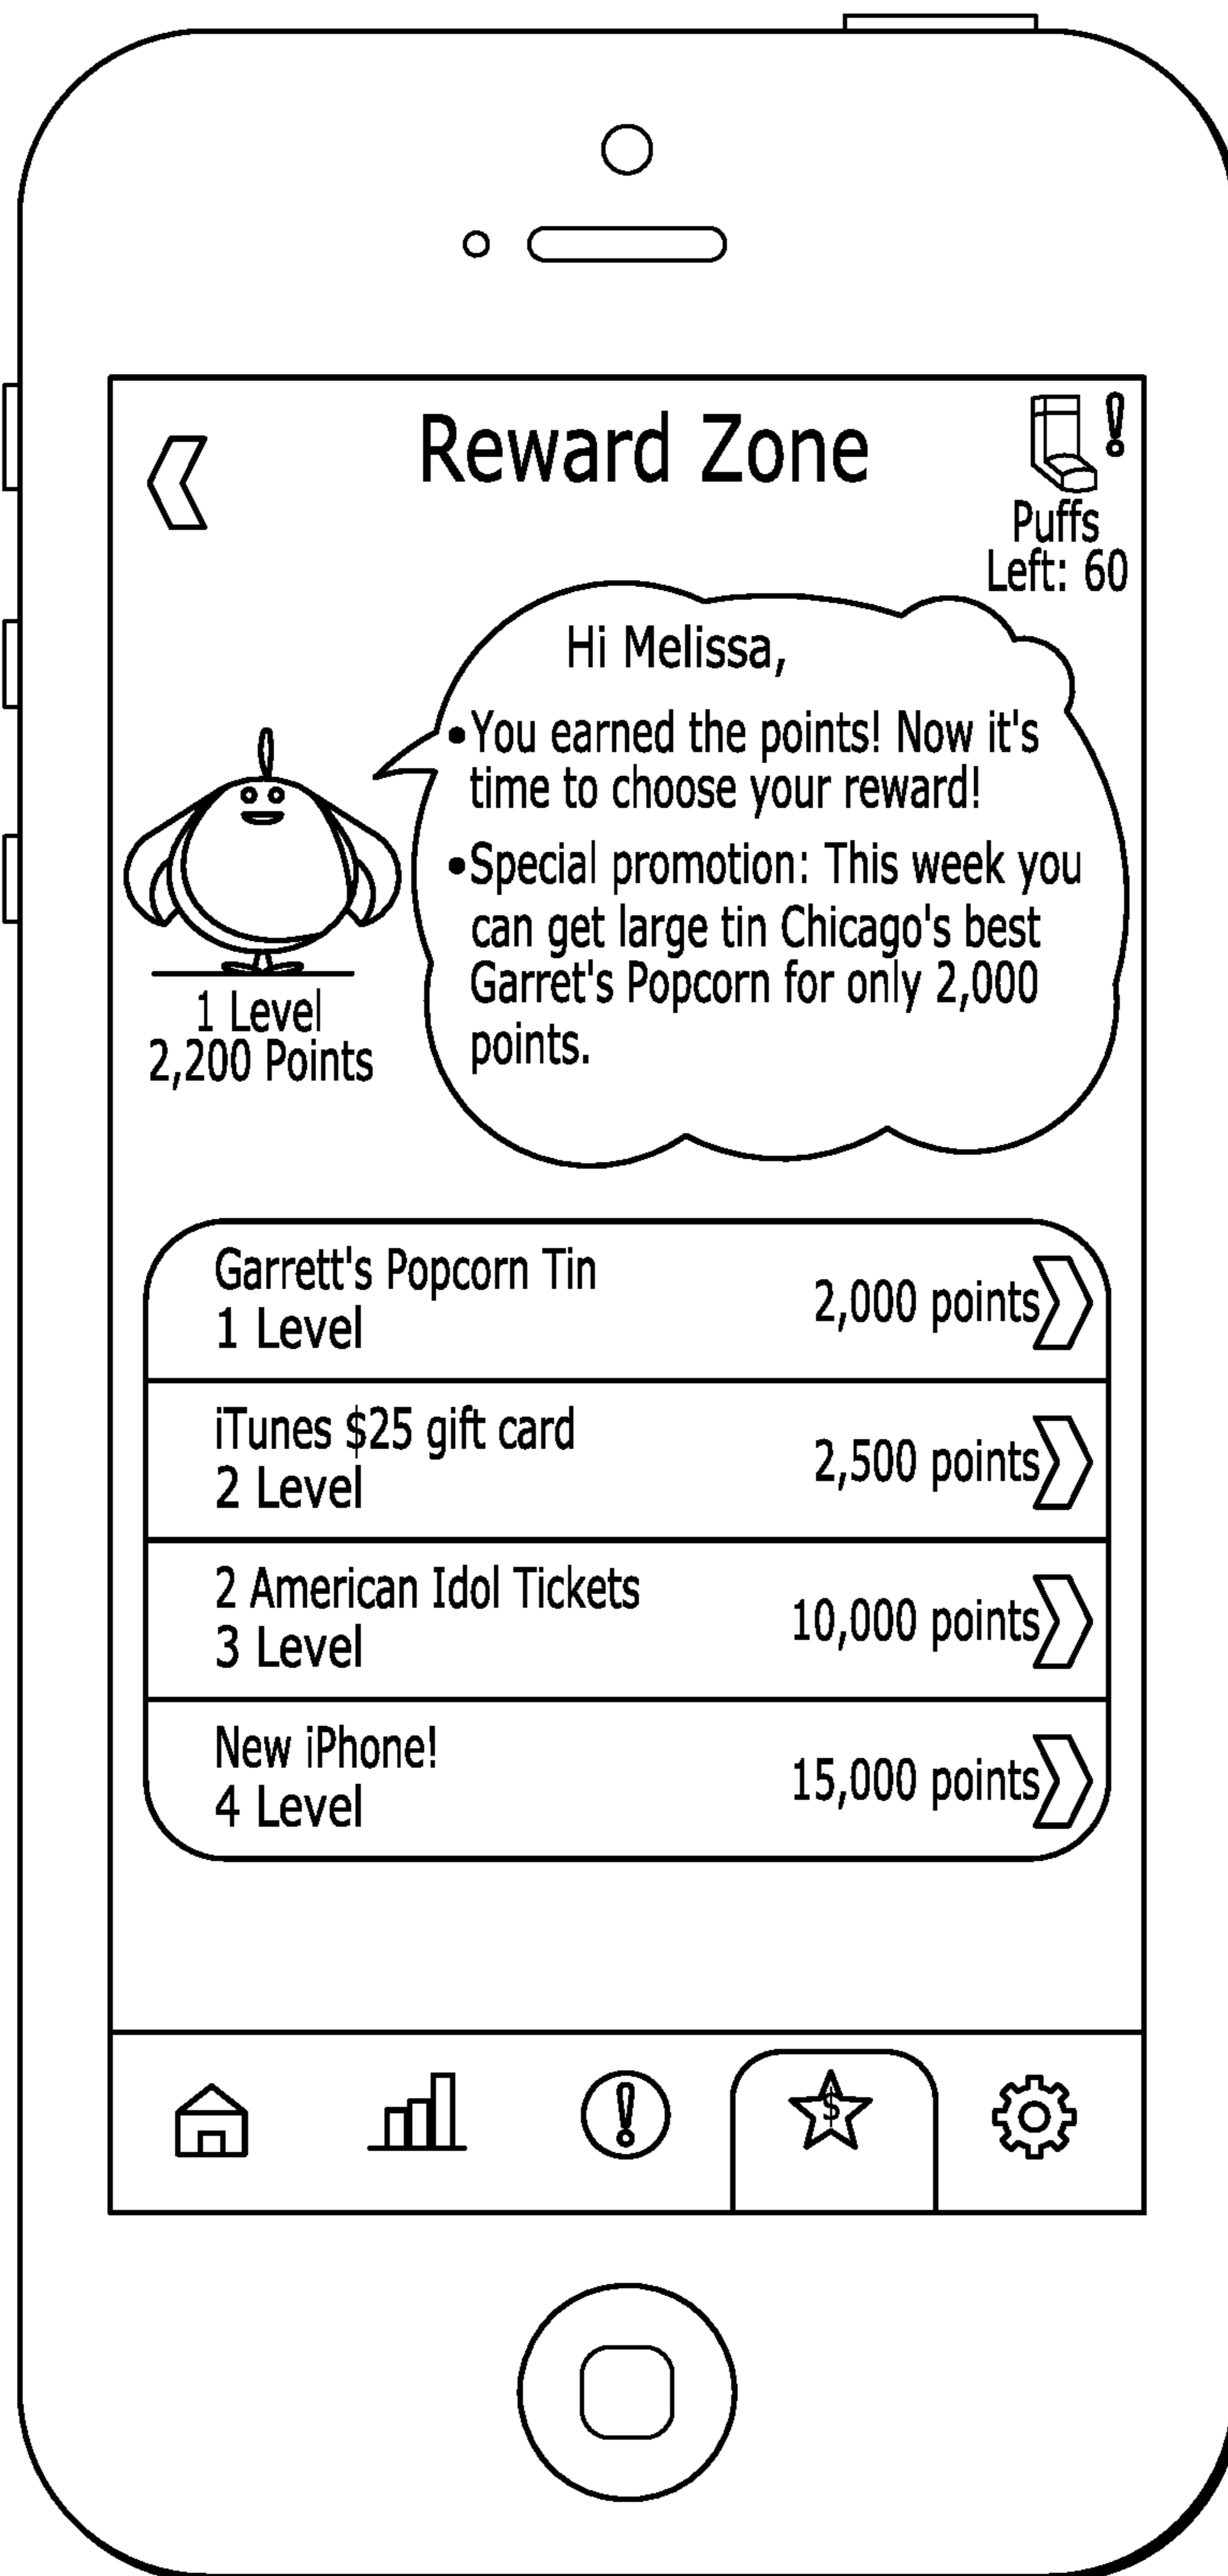 Reward Zone
Puffs
Left: 60
Hi Melissa,
•You earned the points! Now it's
time to choose your reward!
•Special promotion: This week you
can get large tin Chicago's best
Garret's Popcorn for only 2,000
points.
1 Level
2,200 Points
Garrett's Popcorn Tin
1 Level
2,000 points
iTunes $25 gift card
2 Level
2,500 points
2 American Idol Tickets
3 Level
10,000 points
New iPhone!
4 Level
15,000 points
$